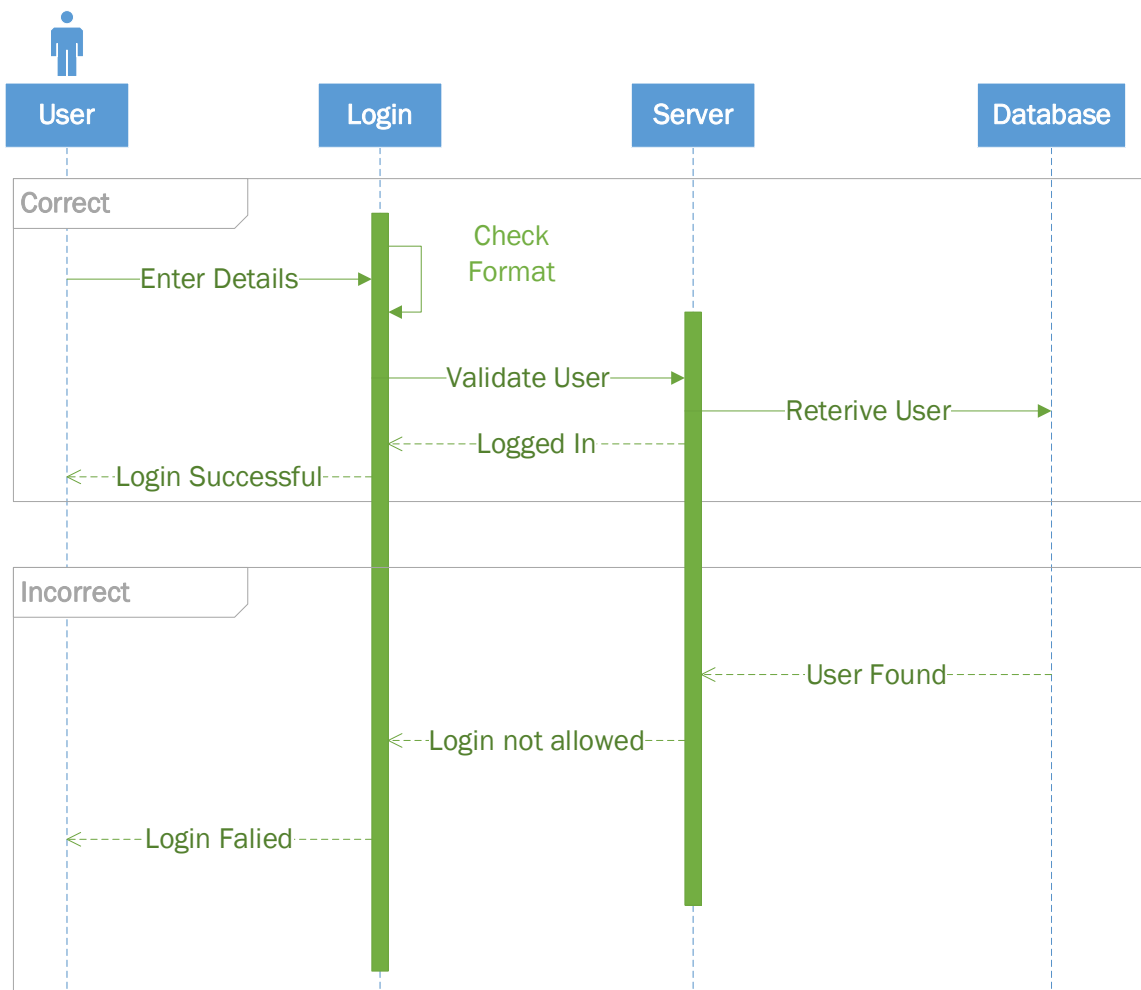 User
Login
Server
Database
Correct
Check
Format
Enter Details
Validate User
Reterive User
Logged In
Login Successful
Incorrect
User Found
Login not allowed
Login Falied